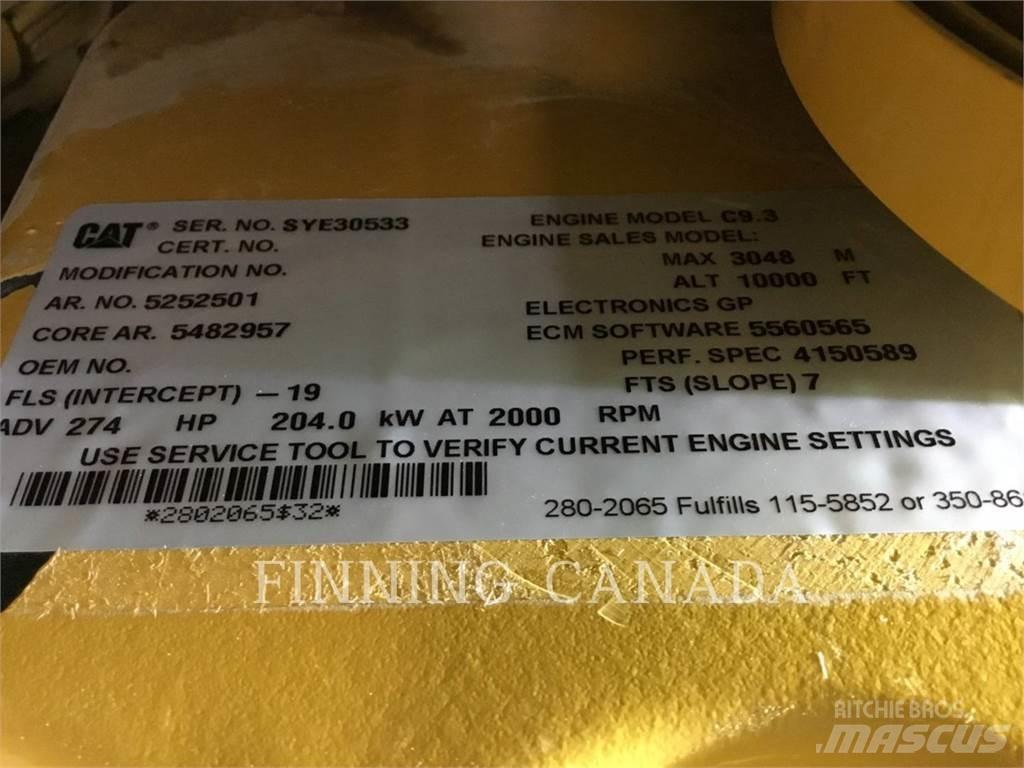 CAT® SER. NO. SYE30533 ENGINE MODEL C9.3
CERT. NO. ENGINE SALES MODEL:
MODIFICATION NO. MAX 3048 M
ALT 10000 FT
AR. NO. 5252501 ELECTRONICS GP
CORE AR. 5482957 ECM SOFTWARE 5560565
OEM NO. PERF. SPEC 4150589
FLS (INTERCEPT) -19 FTS (SLOPE) 7
ADV 274 HP 204.0 kW AT 2000 RPM
USE SERVICE TOOL TO VERIFY CURRENT ENGINE SETTINGS
*2802065$32*
280-2065 Fulfills 115-5852 or 350-86
FINNING CANADA
RITCHIE BROS.
MASCUS